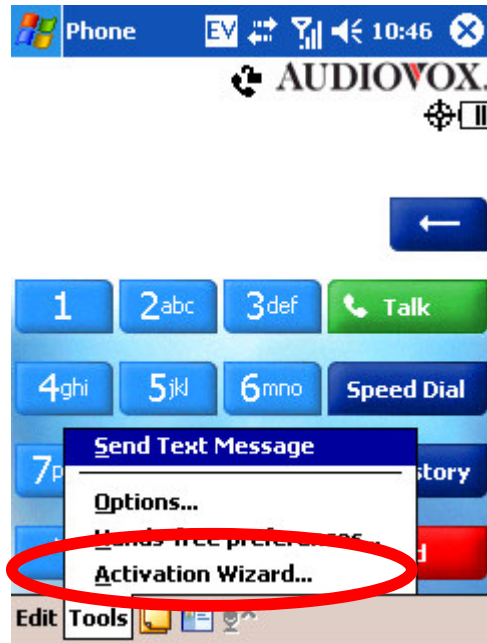 Phone EV 10:46
AUDIOVOX.
1 2abc 3def Talk
4ghi 5jkl 6mno Speed Dial
Send Text Message
Options...
Activation Wizard...
Edit Tools